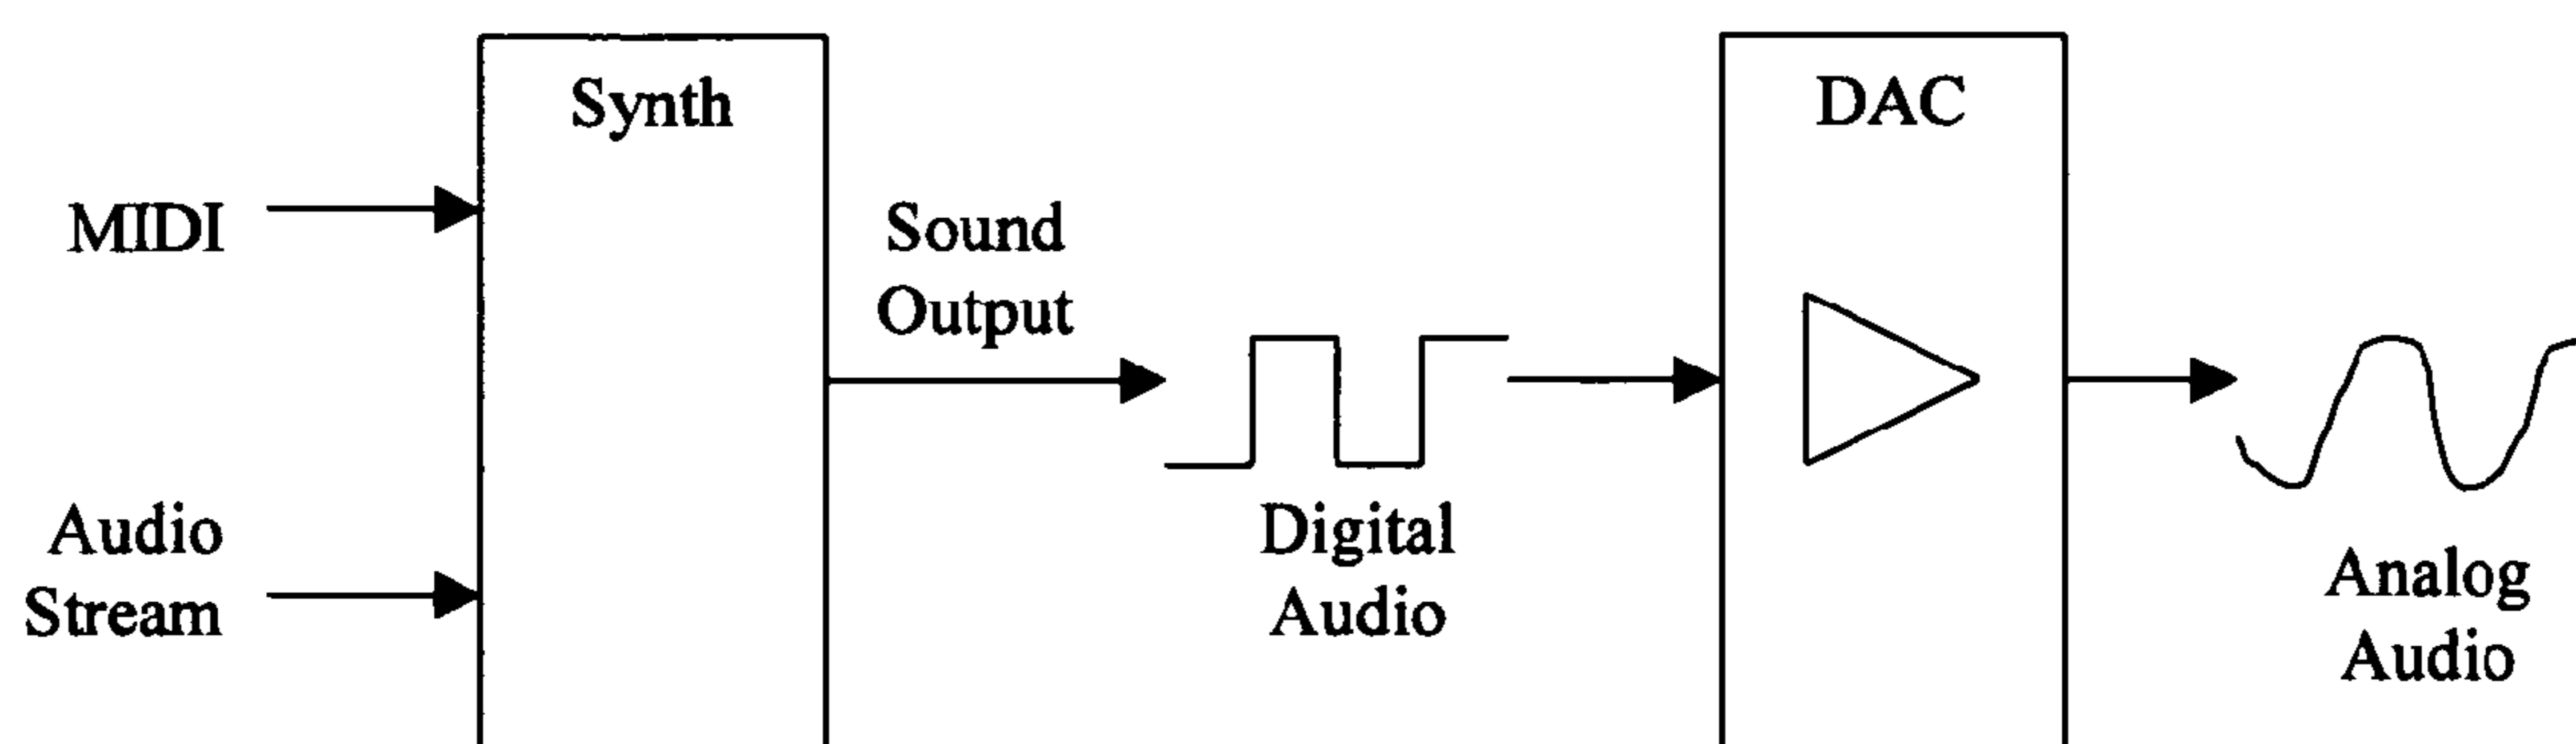 Synth
DAC
MIDI
Sound
Output
Audio
Stream
Digital
Audio
Analog
Audio